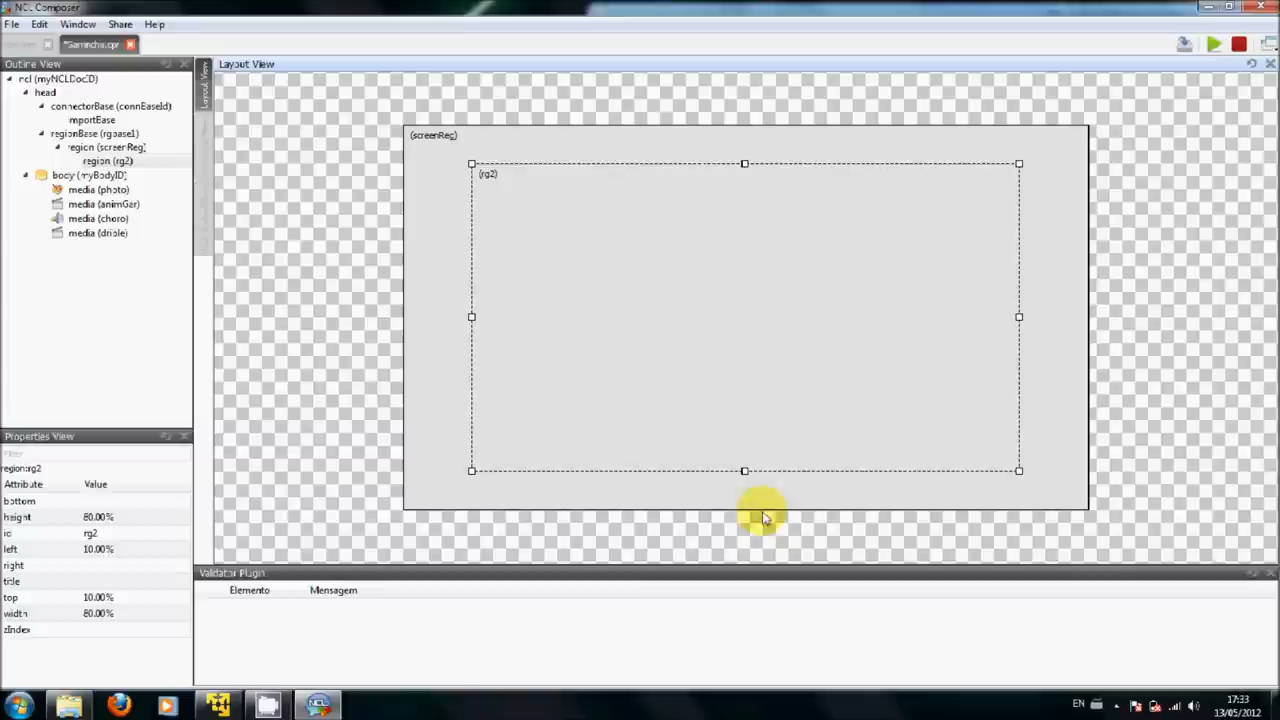 NCL Composer
File Edit Window Share Help
*Garrincha.cpr
Outline View
Layout View
ncl (myNCLDocID)
head
connectorBase (connBaseId)
importBase
regionBase (rgbase1)
region (screenReg)
region (rg2)
body (myBodyID)
media (photo)
media (animGar)
media (choro)
media (drible)
Layout View
(screenReg)
(rg2)
Properties View
Filter
region:rg2
Attribute Value
bottom
height 80.00%
id rg2
left 10.00%
right
title
top 10.00%
width 80.00%
zIndex
Validator Plugin
Elemento Mensagem
NCL
EN
17:33
13/05/2012